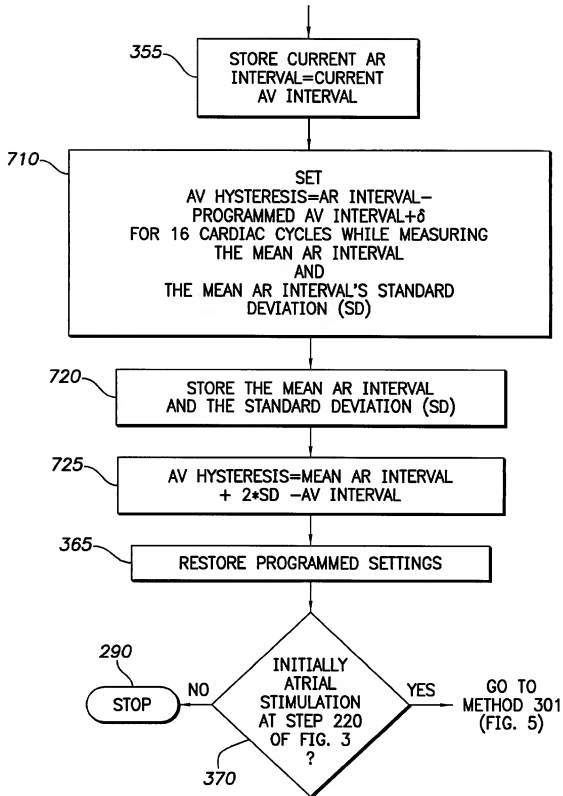 355
STORE CURRENT AR
INTERVAL=CURRENT
AV INTERVAL
710
SET
AV HYSTERESIS=AR INTERVAL-
PROGRAMMED AV INTERVAL+δ
FOR 16 CARDIAC CYCLES WHILE MEASURING
THE MEAN AR INTERVAL
AND
THE MEAN AR INTERVAL'S STANDARD
DEVIATION (SD)
720
STORE THE MEAN AR INTERVAL
AND THE STANDARD DEVIATION (SD)
725
AV HYSTERESIS=MEAN AR INTERVAL
+ 2*SD -AV INTERVAL
365
RESTORE PROGRAMMED SETTINGS
290
STOP
NO
INITIALLY
ATRIAL
STIMULATION
AT STEP 220
OF FIG. 3
?
370
YES
GO TO
METHOD 301
(FIG. 5)